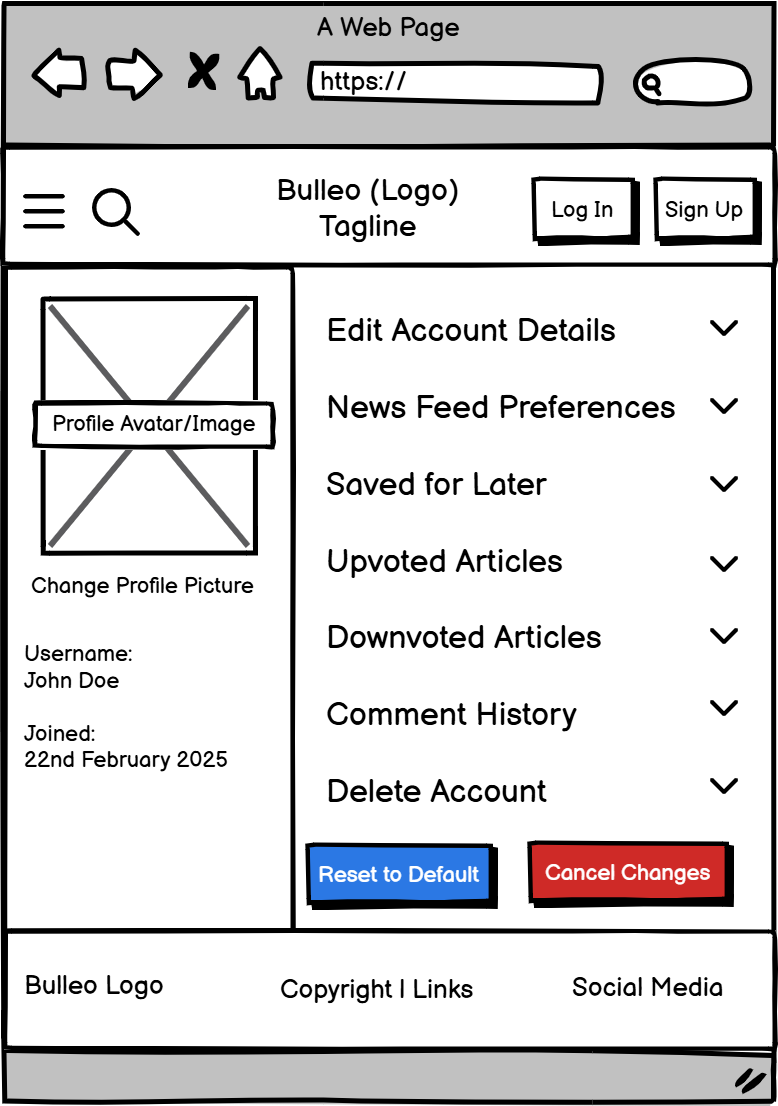 A Web Page
https://
Bulleo (Logo)
Tagline
Log In
Sign Up
Profile Avatar/Image
Change Profile Picture
Username:
John Doe
Joined:
22nd February 2025
Edit Account Details
News Feed Preferences
Saved for Later
Upvoted Articles
Downvoted Articles
Comment History
Delete Account
Reset to Default
Cancel Changes
Bulleo Logo
Copyright | Links
Social Media